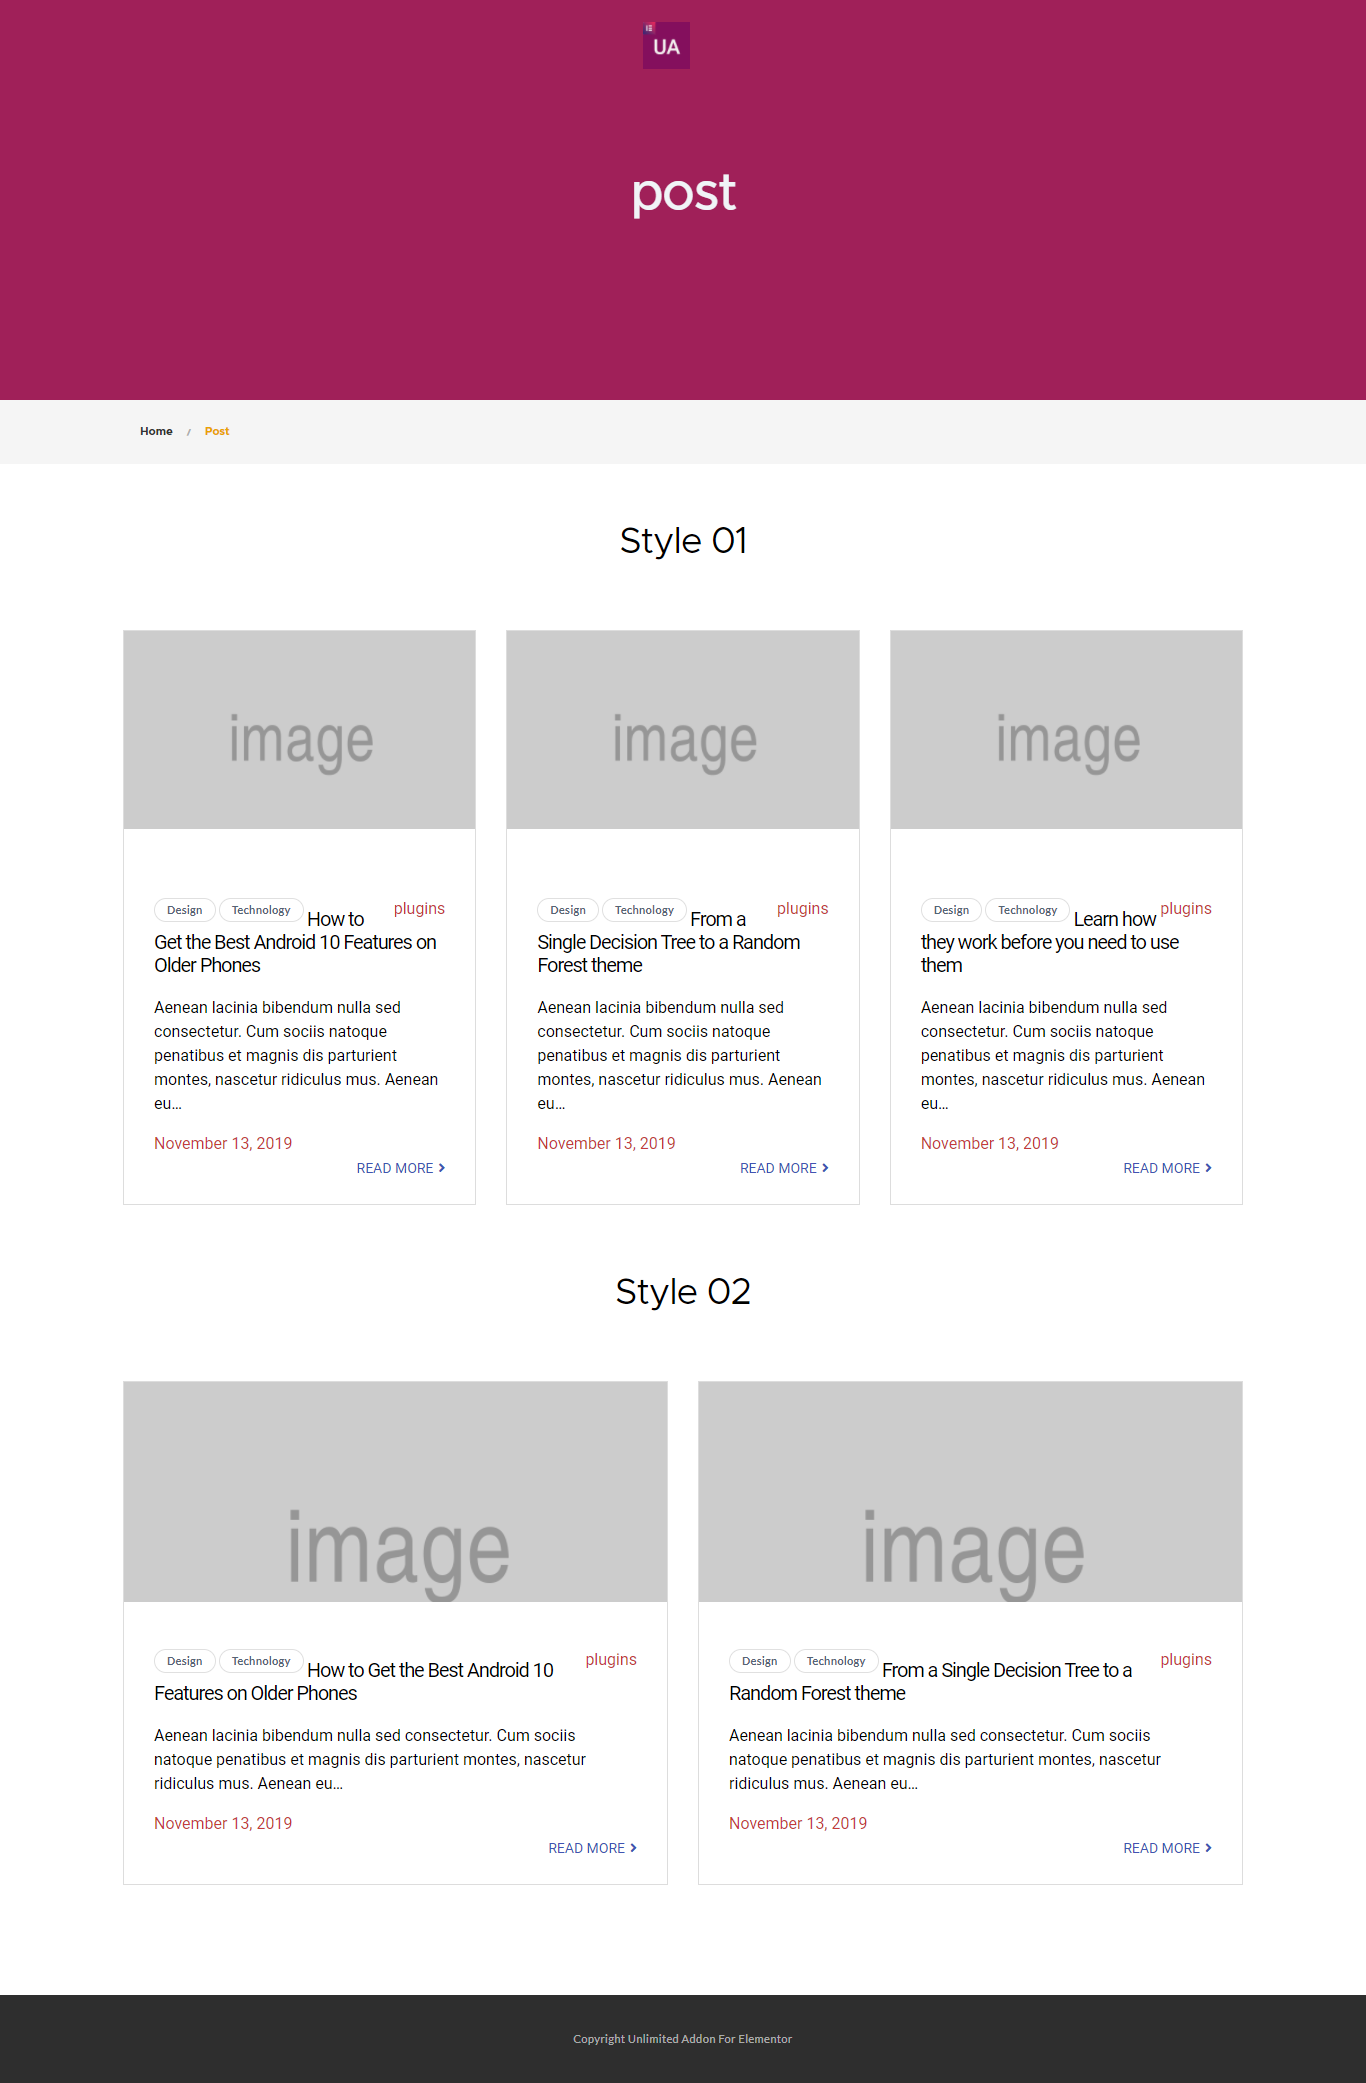 UA
post
Home / Post
Style 01
image
image
image
Design Technology How to plugins
Get the Best Android 10 Features on
Older Phones
Aenean lacinia bibendum nulla sed
consectetur. Cum sociis natoque
penatibus et magnis dis parturient
montes, nascetur ridiculus mus. Aenean
eu...
November 13, 2019
READ MORE
Design Technology From a plugins
Single Decision Tree to a Random
Forest theme
Aenean lacinia bibendum nulla sed
consectetur. Cum sociis natoque
penatibus et magnis dis parturient
montes, nascetur ridiculus mus. Aenean
eu...
November 13, 2019
READ MORE
Design Technology Learn how plugins
they work before you need to use
them
Aenean lacinia bibendum nulla sed
consectetur. Cum sociis natoque
penatibus et magnis dis parturient
montes, nascetur ridiculus mus. Aenean
eu...
November 13, 2019
READ MORE
Style 02
image
image
Design Technology How to Get the Best Android 10 plugins
Features on Older Phones
Aenean lacinia bibendum nulla sed consectetur. Cum sociis
natoque penatibus et magnis dis parturient montes, nascetur
ridiculus mus. Aenean eu...
November 13, 2019
READ MORE
Design Technology From a Single Decision Tree to a plugins
Random Forest theme
Aenean lacinia bibendum nulla sed consectetur. Cum sociis
natoque penatibus et magnis dis parturient montes, nascetur
ridiculus mus. Aenean eu...
November 13, 2019
READ MORE
Copyright Unlimited Addon For Elementor